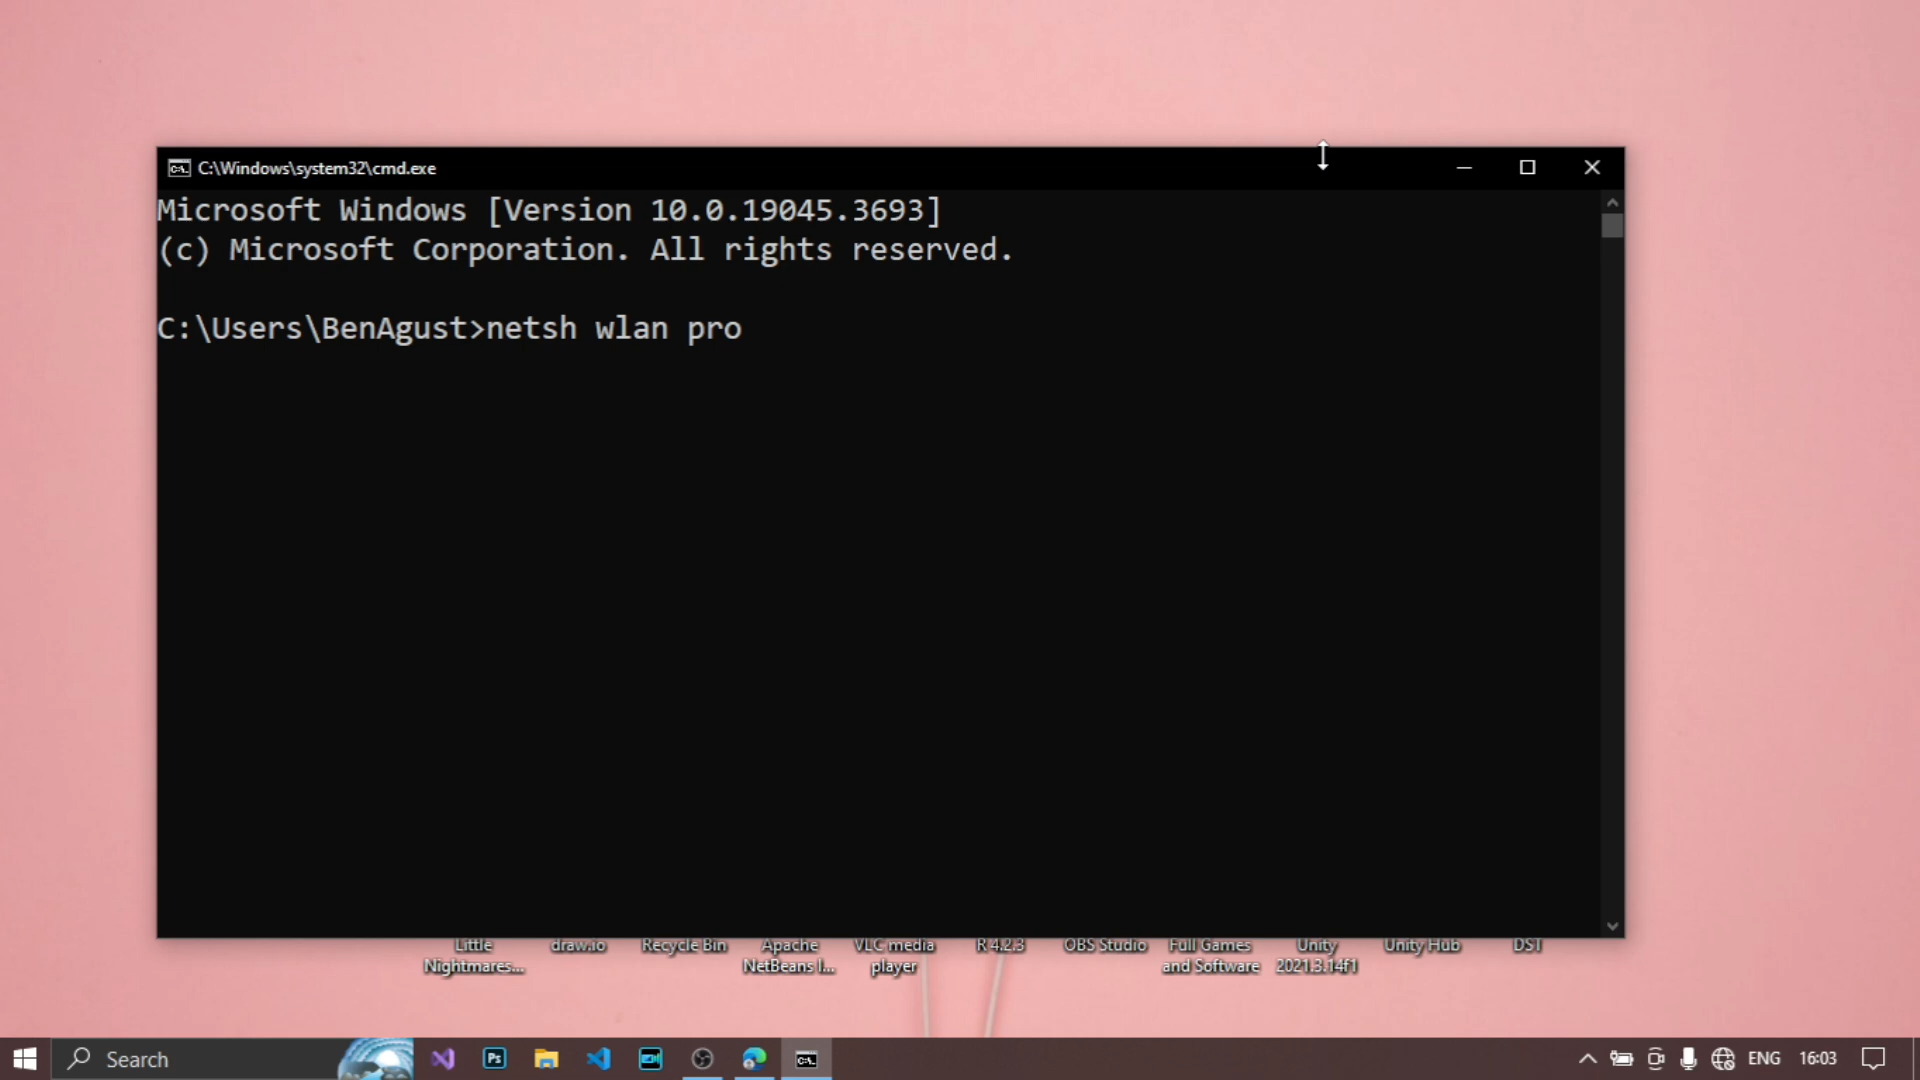 C:\Windows\system32\cmd.exe
Microsoft Windows [Version 10.0.19045.3693]
(c) Microsoft Corporation. All rights reserved.
C:\Users\BenAgust>netsh wlan pro
Little Nightmares...
draw.io
Recycle Bin
Apache NetBeans I...
VLC media player
R 4.2.3
OBS Studio
Full Games and Software
Unity 2021.3.14f1
Unity Hub
DST
Search
Ps
ENG
16:03